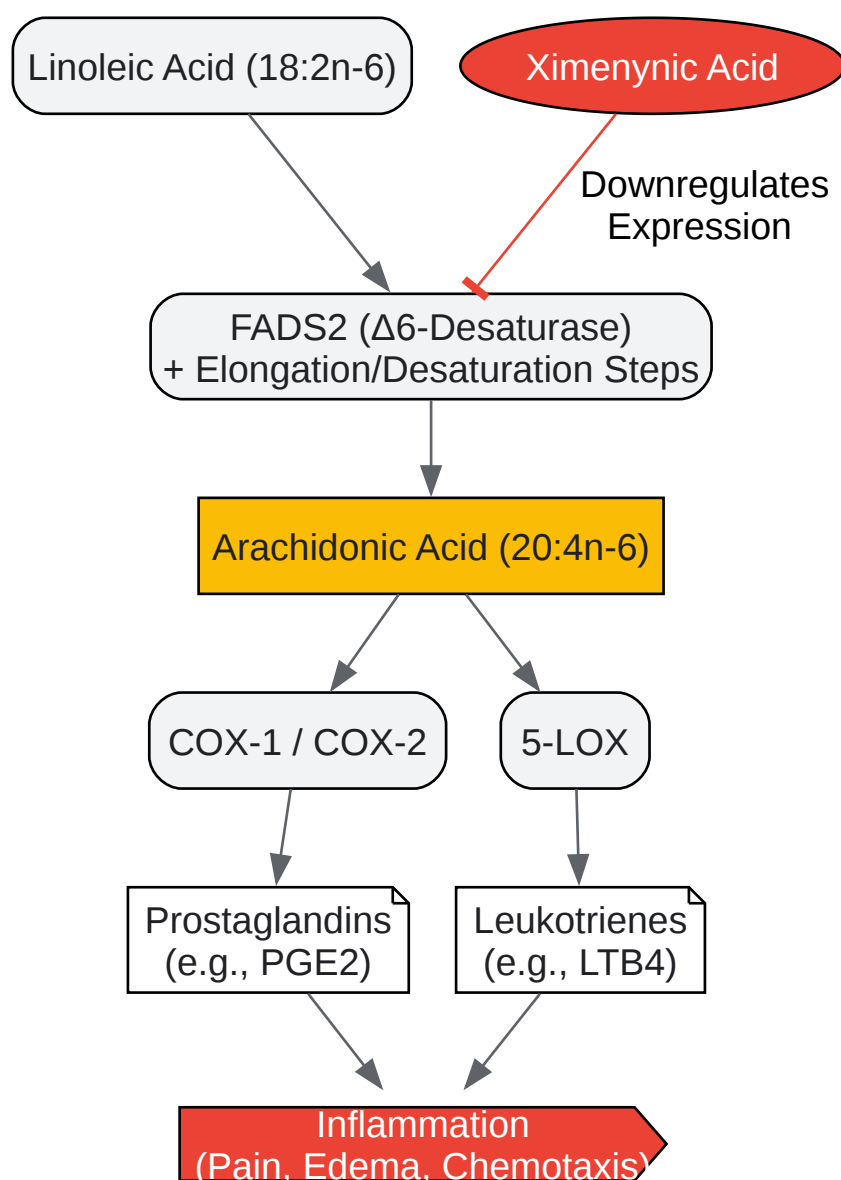 Linoleic Acid (18:2n-6)
Ximenynic Acid
Downregulates
Expression
FADS2 (Δ6-Desaturase)
+ Elongation/Desaturation Steps
Arachidonic Acid (20:4n-6)
COX-1 / COX-2
5-LOX
Prostaglandins
(e.g., PGE2)
Leukotrienes
(e.g., LTB4)
Inflammation
(Pain, Edema, Chemotaxis)